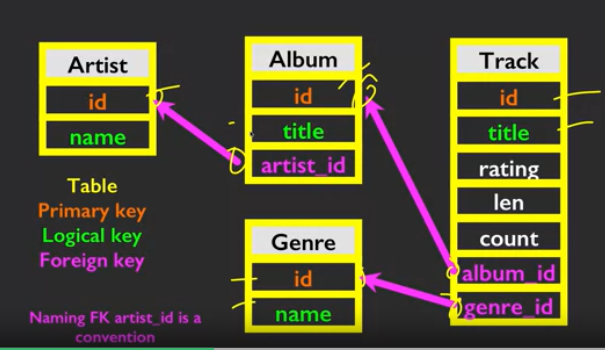 Artist
id
name
Album
id
title
artist_id
Track
id
title
rating
len
count
album_id
genre_id
Genre
id
name
Table
Primary key
Logical key
Foreign key
Naming FK artist_id is a
convention